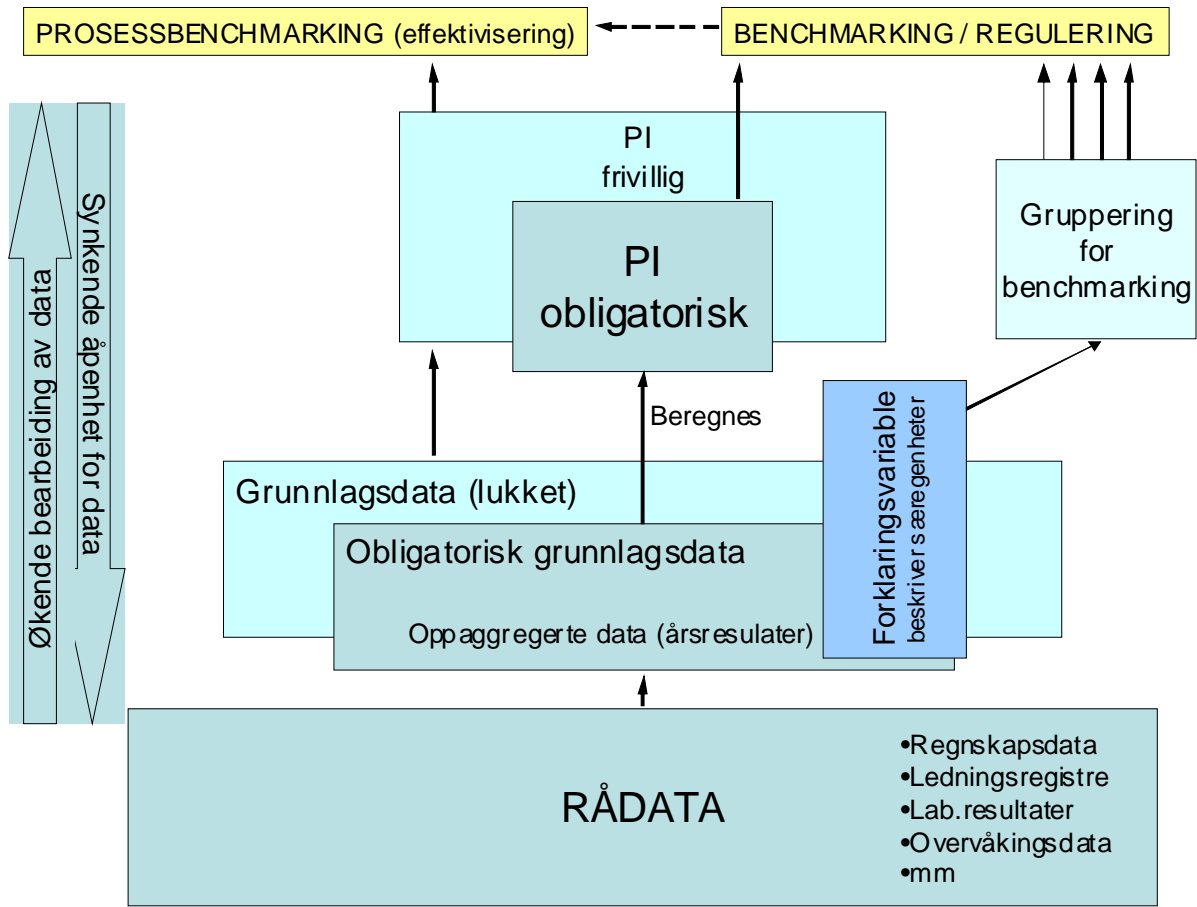 PROSESSBENCHMARKING (effektivisering)
BENCHMARKING / REGULERING
Økende bearbeiding av data
Synkende åpenhet for data
PI
frivillig
PI
obligatorisk
Gruppering
for
benchmarking
Beregnes
Forklaringsvariable
beskriver særegenheter
Grunnlagsdata (lukket)
Obligatorisk grunnlagsdata
Oppaggregerte data (årsresulater)
RÅDATA
•Regnskapsdata
•Ledningsregistre
•Lab.resultater
•Overvåkingsdata
•mm